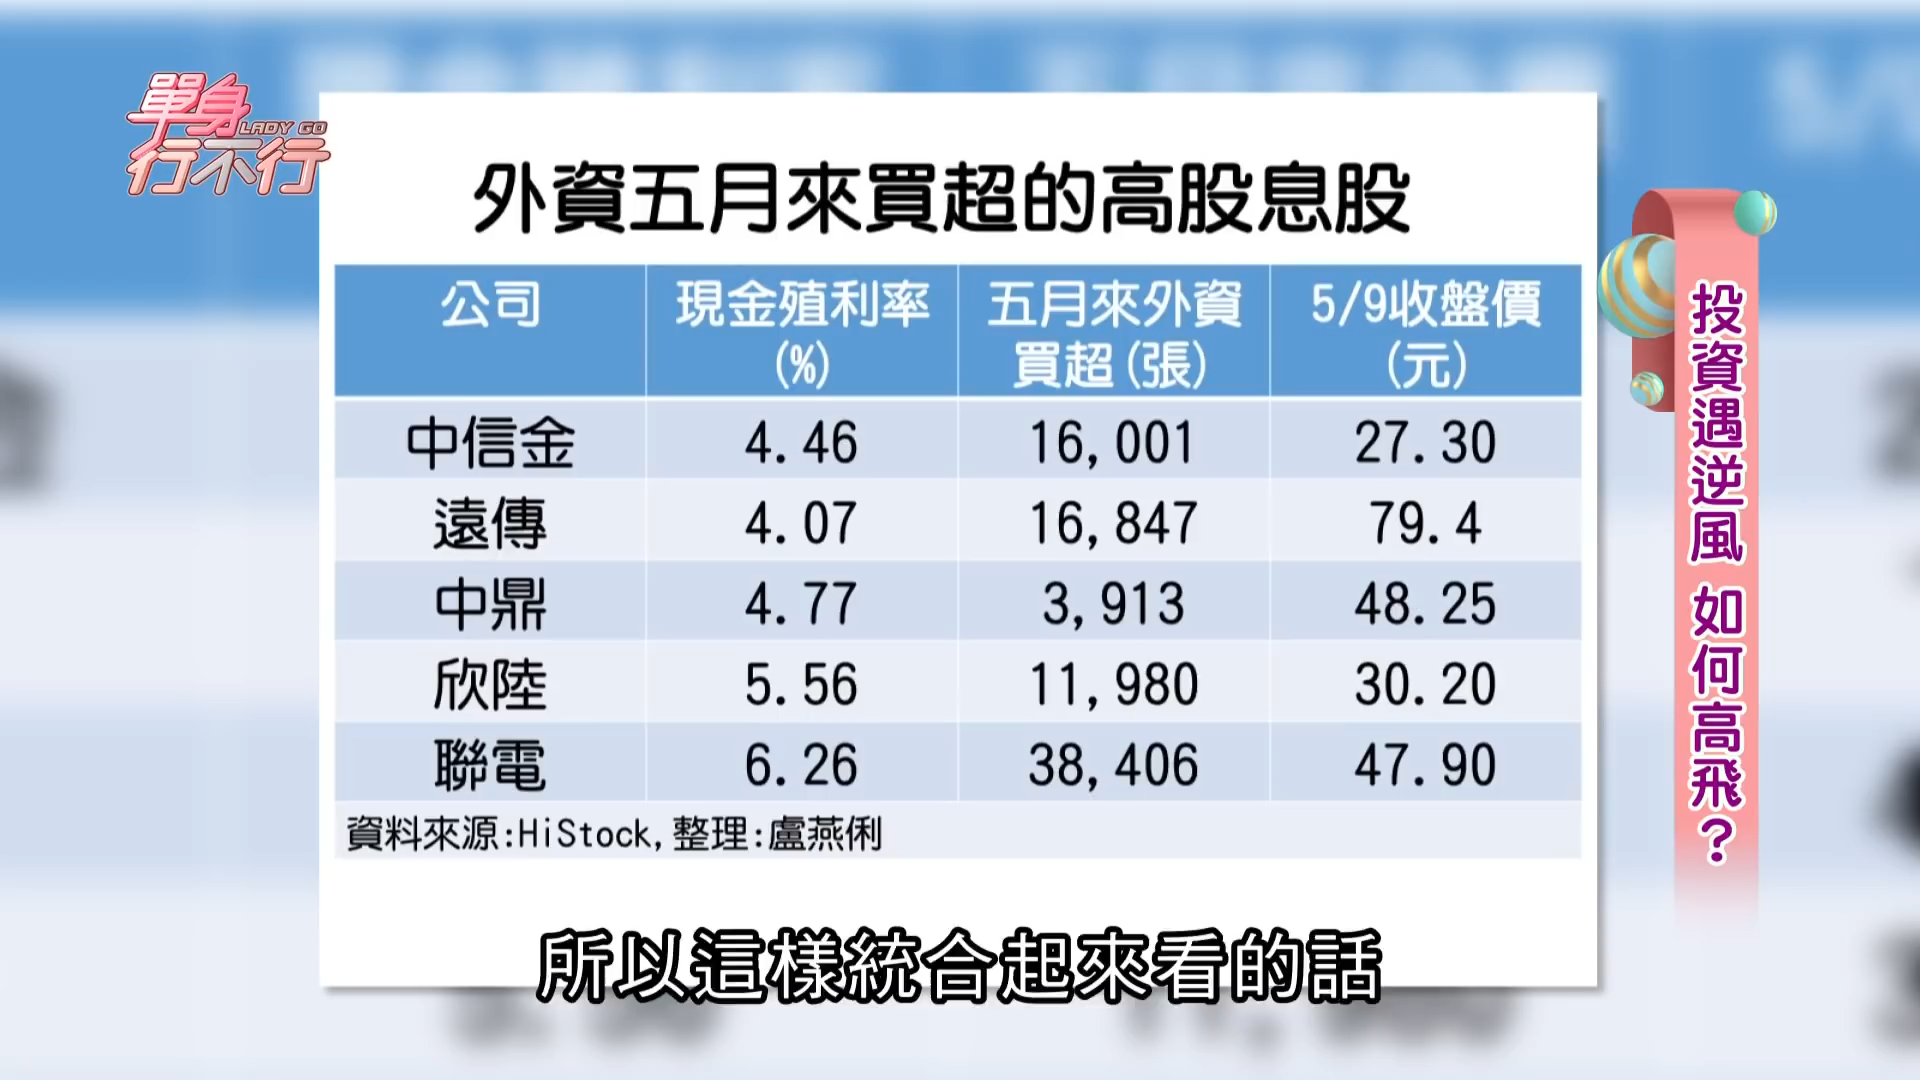 單身
LADY GO
行不行
外資五月來買超的高股息股
公司 現金殖利率(%) 五月來外資買超(張) 5/9收盤價(元)
中信金 4.46 16,001 27.30
遠傳 4.07 16,847 79.4
中鼎 4.77 3,913 48.25
欣陸 5.56 11,980 30.20
聯電 6.26 38,406 47.90
資料來源:HiStock,整理:盧燕俐
投資遇逆風 如何高飛?
所以這樣統合起來看的話